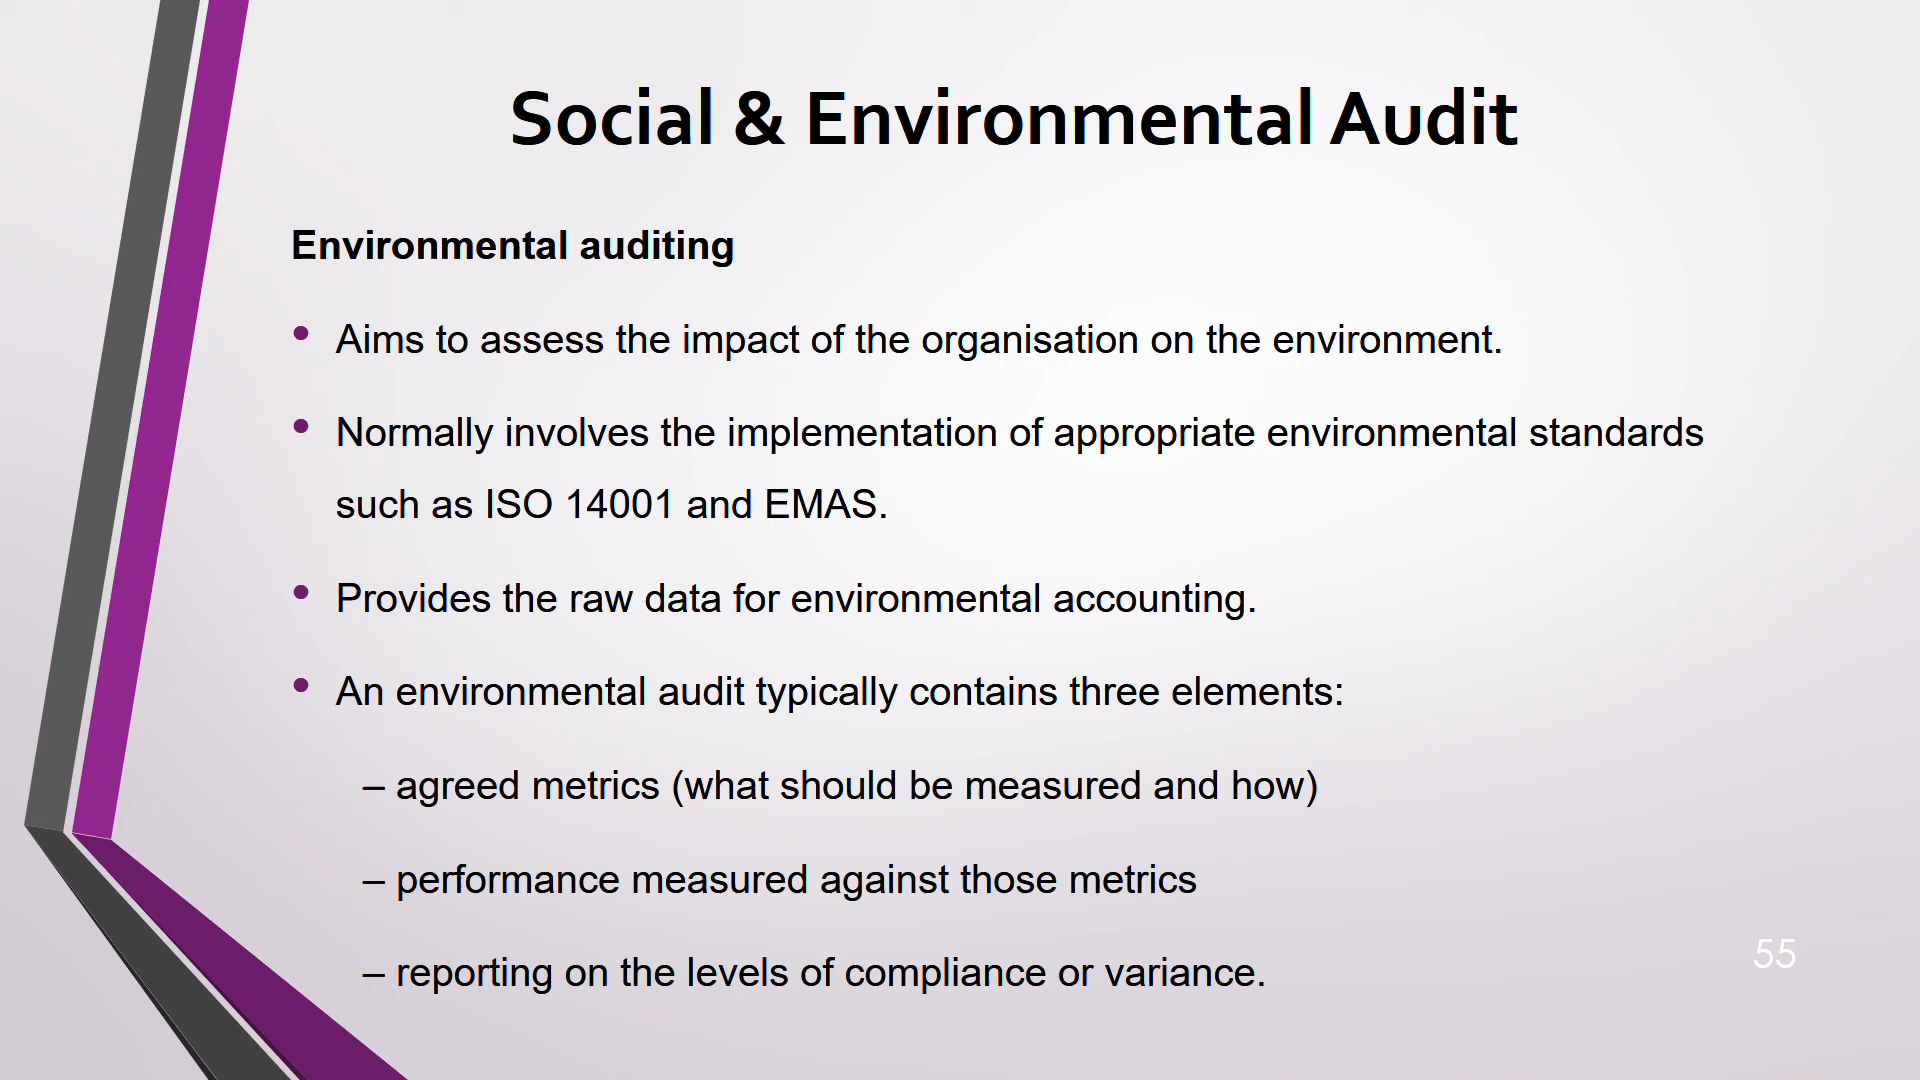 Social & Environmental Audit
Environmental auditing
• Aims to assess the impact of the organisation on the environment.
• Normally involves the implementation of appropriate environmental standards
such as ISO 14001 and EMAS.
• Provides the raw data for environmental accounting.
• An environmental audit typically contains three elements:
– agreed metrics (what should be measured and how)
– performance measured against those metrics
– reporting on the levels of compliance or variance.
55